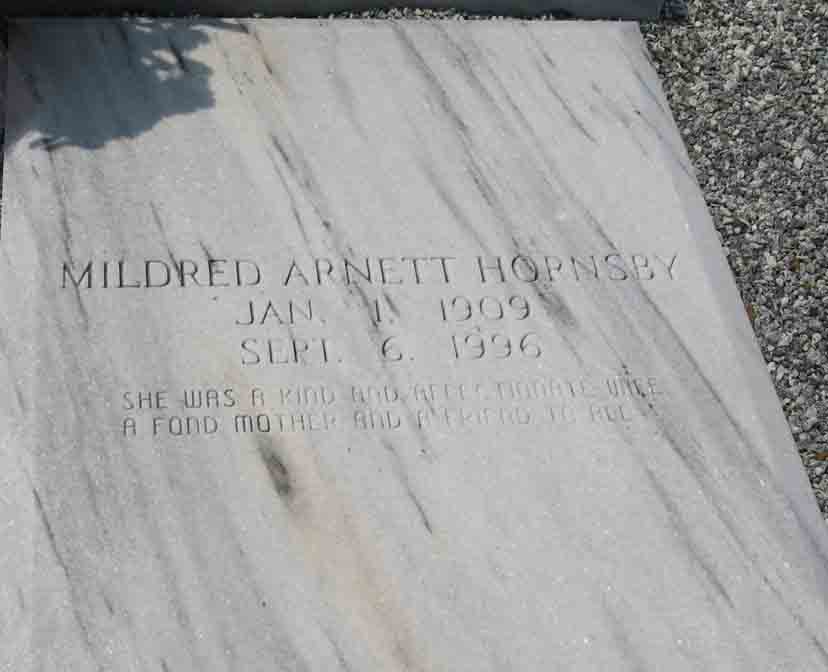 MILDRED ARNETT HORNSBY
JAN. 1. 1909
SEPT. 6. 1996
SHE WAS A KIND AND AFFECTIONATE WIFE
A FOND MOTHER AND A FRIEND TO ALL